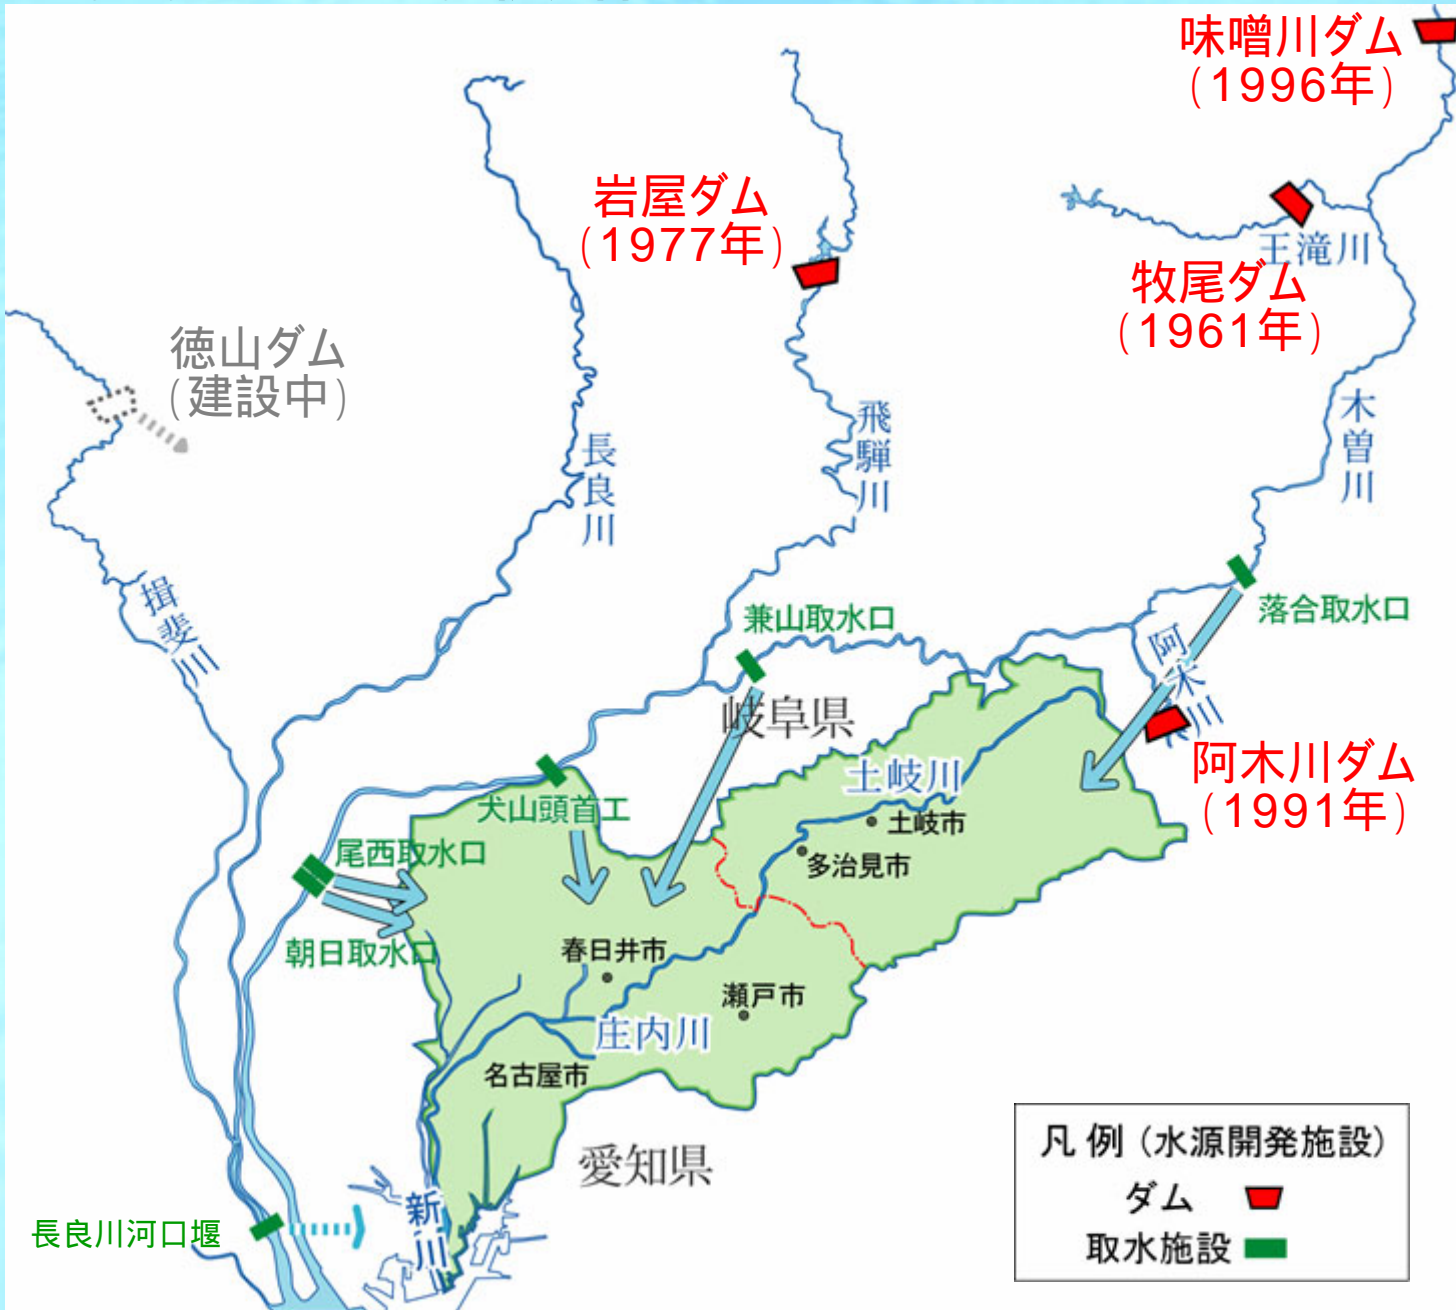 味噌川ダム
(1996年)
岩屋ダム
(1977年)
王滝川
牧尾ダム
(1961年)
徳山ダム
(建設中)
長良川
飛騨川
木曽川
揖斐川
兼山取水口
落合取水口
阿木川
岐阜県
阿木川ダム
(1991年)
土岐川
犬山頭首工
土岐市
尾西取水口
多治見市
朝日取水口
春日井市
瀬戸市
庄内川
名古屋市
愛知県
新川
長良川河口堰
凡例(水源開発施設)
ダム
取水施設